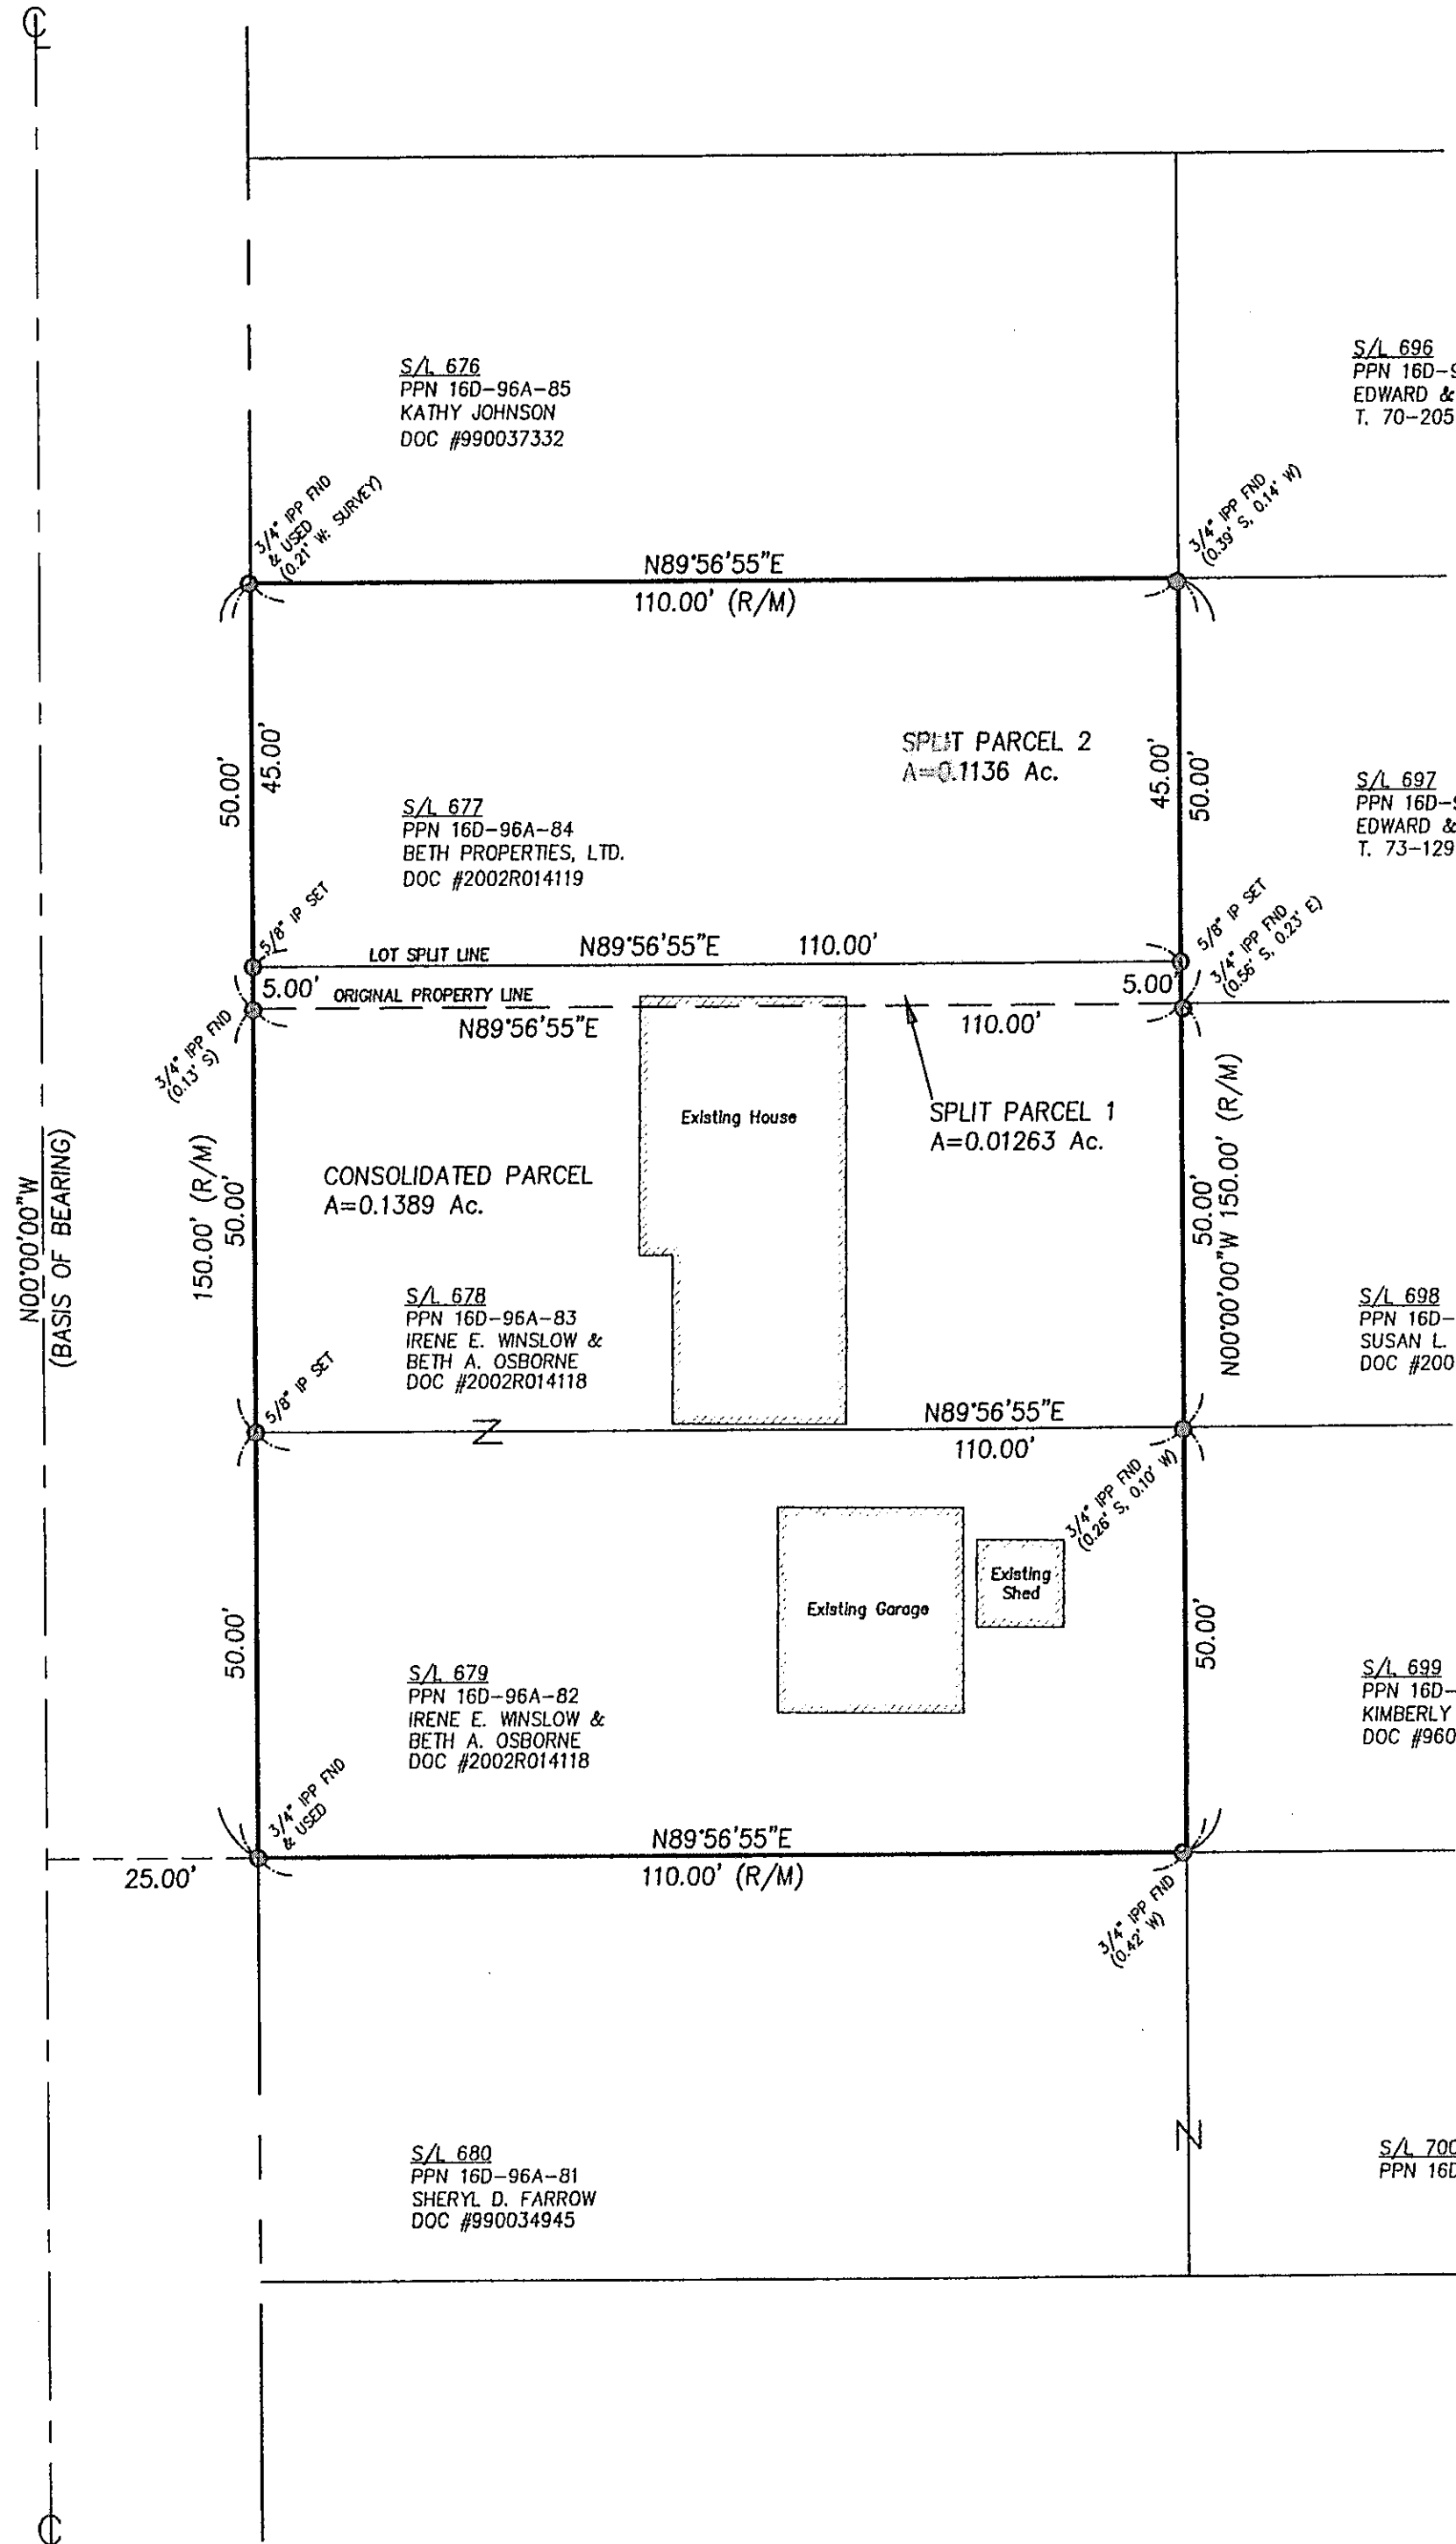 S/L 676
PPN 16D-96A-85
KATHY JOHNSON
DOC #990037332
S/L 696
PPN 16D-9
EDWARD &
T. 70-205
3/4" IPP FND
& USED
(0.21' W: SURVEY)
3/4" IPP FND
(0.39' S, 0.14' W)
N89°56'55"E
110.00' (R/M)
50.00'
45.00'
SPLIT PARCEL 2
A=0.1136 Ac.
45.00'
50.00'
S/L 697
PPN 16D-9
EDWARD &
T. 73-129
S/L 677
PPN 16D-96A-84
BETH PROPERTIES, LTD.
DOC #2002R014119
5/8" IP SET
5/8" IP SET
3/4" IPP FND
(0.56' S, 0.23' E)
LOT SPLIT LINE
N89°56'55"E
110.00'
5.00'
ORIGINAL PROPERTY LINE
5.00'
N89°56'55"E
110.00'
3/4" IPP FND
(0.13' S)
Existing House
SPLIT PARCEL 1
A=0.01263 Ac.
N00°00'00"W
(BASIS OF BEARING)
150.00' (R/M)
50.00'
CONSOLIDATED PARCEL
A=0.1389 Ac.
50.00'
N00°00'00"W 150.00' (R/M)
S/L 678
PPN 16D-96A-83
IRENE E. WINSLOW &
BETH A. OSBORNE
DOC #2002R014118
S/L 698
PPN 16D-
SUSAN L.
DOC #200
5/8" IP SET
N89°56'55"E
110.00'
3/4" IPP FND
(0.26' S, 0.10' W)
Existing Garage
Existing
Shed
50.00'
50.00'
S/L 679
PPN 16D-96A-82
IRENE E. WINSLOW &
BETH A. OSBORNE
DOC #2002R014118
S/L 699
PPN 16D-
KIMBERLY
DOC #960
3/4" IPP FND
& USED
N89°56'55"E
110.00' (R/M)
25.00'
3/4" IPP FND
(0.42' W)
S/L 680
PPN 16D-96A-81
SHERYL D. FARROW
DOC #990034945
S/L 700
PPN 16D